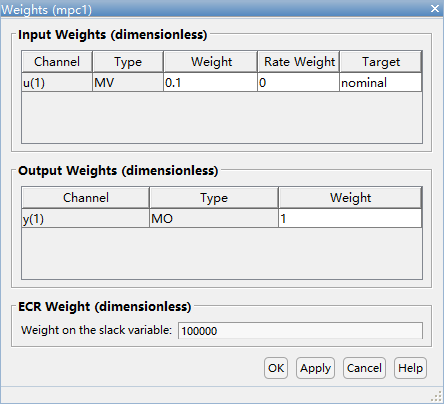 Weights (mpc1)
Input Weights (dimensionless)
Channel Type Weight Rate Weight Target
u(1) MV 0.1 0 nominal
Output Weights (dimensionless)
Channel Type Weight
y(1) MO 1
ECR Weight (dimensionless)
Weight on the slack variable: 100000
OK Apply Cancel Help